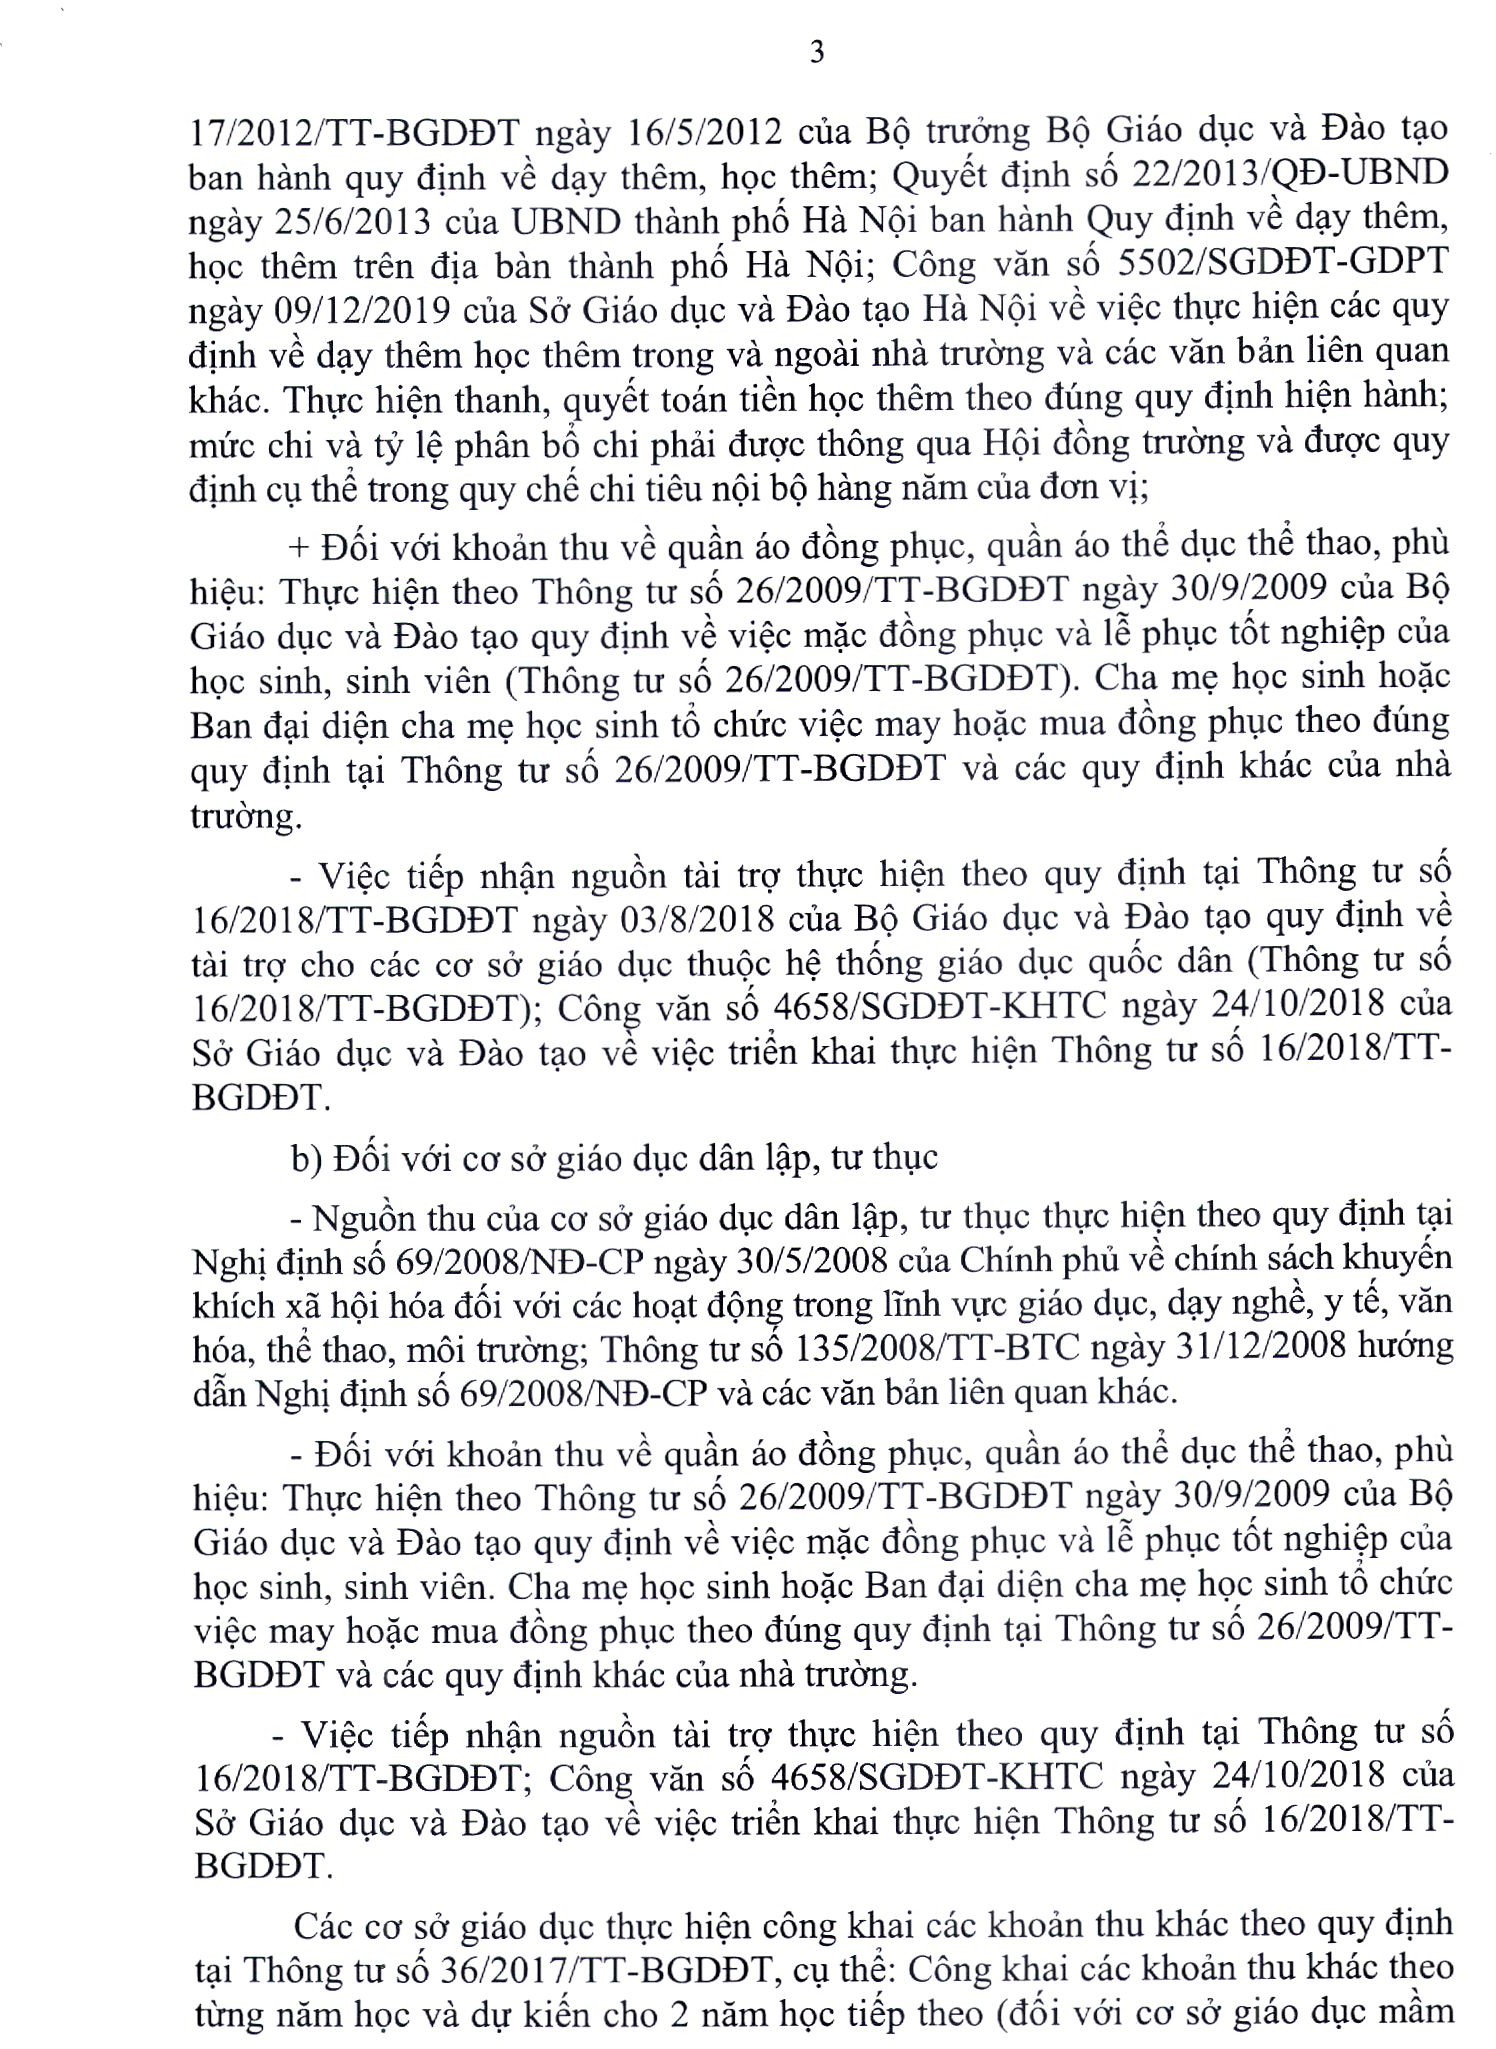 3
17/2012/TT-BGDĐT ngày 16/5/2012 của Bộ trưởng Bộ Giáo dục và Đào tạo
ban hành quy định về dạy thêm, học thêm; Quyết định số 22/2013/QĐ-UBND
ngày 25/6/2013 của UBND thành phố Hà Nội ban hành Quy định về dạy thêm,
học thêm trên địa bàn thành phố Hà Nội; Công văn số 5502/SGDĐT-GDPT
ngày 09/12/2019 của Sở Giáo dục và Đào tạo Hà Nội về việc thực hiện các quy
định về dạy thêm học thêm trong và ngoài nhà trường và các văn bản liên quan
khác. Thực hiện thanh, quyết toán tiền học thêm theo đúng quy định hiện hành;
mức chi và tỷ lệ phân bổ chi phải được thông qua Hội đồng trường và được quy
định cụ thể trong quy chế chi tiêu nội bộ hàng năm của đơn vị;
+ Đối với khoản thu về quần áo đồng phục, quần áo thể dục thể thao, phù
hiệu: Thực hiện theo Thông tư số 26/2009/TT-BGDĐT ngày 30/9/2009 của Bộ
Giáo dục và Đào tạo quy định về việc mặc đồng phục và lễ phục tốt nghiệp của
học sinh, sinh viên (Thông tư số 26/2009/TT-BGDĐT). Cha mẹ học sinh hoặc
Ban đại diện cha mẹ học sinh tổ chức việc may hoặc mua đồng phục theo đúng
quy định tại Thông tư số 26/2009/TT-BGDĐT và các quy định khác của nhà
trường.
- Việc tiếp nhận nguồn tài trợ thực hiện theo quy định tại Thông tư số
16/2018/TT-BGDĐT ngày 03/8/2018 của Bộ Giáo dục và Đào tạo quy định về
tài trợ cho các cơ sở giáo dục thuộc hệ thống giáo dục quốc dân (Thông tư số
16/2018/TT-BGDĐT); Công văn số 4658/SGDĐT-KHTC ngày 24/10/2018 của
Sở Giáo dục và Đào tạo về việc triển khai thực hiện Thông tư số 16/2018/TT-
BGDĐT.
b) Đối với cơ sở giáo dục dân lập, tư thục
- Nguồn thu của cơ sở giáo dục dân lập, tư thục thực hiện theo quy định tại
Nghị định số 69/2008/NĐ-CP ngày 30/5/2008 của Chính phủ về chính sách khuyến
khích xã hội hóa đối với các hoạt động trong lĩnh vực giáo dục, dạy nghề, y tế, văn
hóa, thể thao, môi trường; Thông tư số 135/2008/TT-BTC ngày 31/12/2008 hướng
dẫn Nghị định số 69/2008/NĐ-CP và các văn bản liên quan khác.
- Đối với khoản thu về quần áo đồng phục, quần áo thể dục thể thao, phù
hiệu: Thực hiện theo Thông tư số 26/2009/TT-BGDĐT ngày 30/9/2009 của Bộ
Giáo dục và Đào tạo quy định về việc mặc đồng phục và lễ phục tốt nghiệp của
học sinh, sinh viên. Cha mẹ học sinh hoặc Ban đại diện cha mẹ học sinh tổ chức
việc may hoặc mua đồng phục theo đúng quy định tại Thông tư số 26/2009/TT-
BGDĐT và các quy định khác của nhà trường.
- Việc tiếp nhận nguồn tài trợ thực hiện theo quy định tại Thông tư số
16/2018/TT-BGDĐT; Công văn số 4658/SGDĐT-KHTC ngày 24/10/2018 của
Sở Giáo dục và Đào tạo về việc triển khai thực hiện Thông tư số 16/2018/TT-
BGDĐT.
Các cơ sở giáo dục thực hiện công khai các khoản thu khác theo quy định
tại Thông tư số 36/2017/TT-BGDĐT, cụ thể: Công khai các khoản thu khác theo
từng năm học và dự kiến cho 2 năm học tiếp theo (đối với cơ sở giáo dục mầm